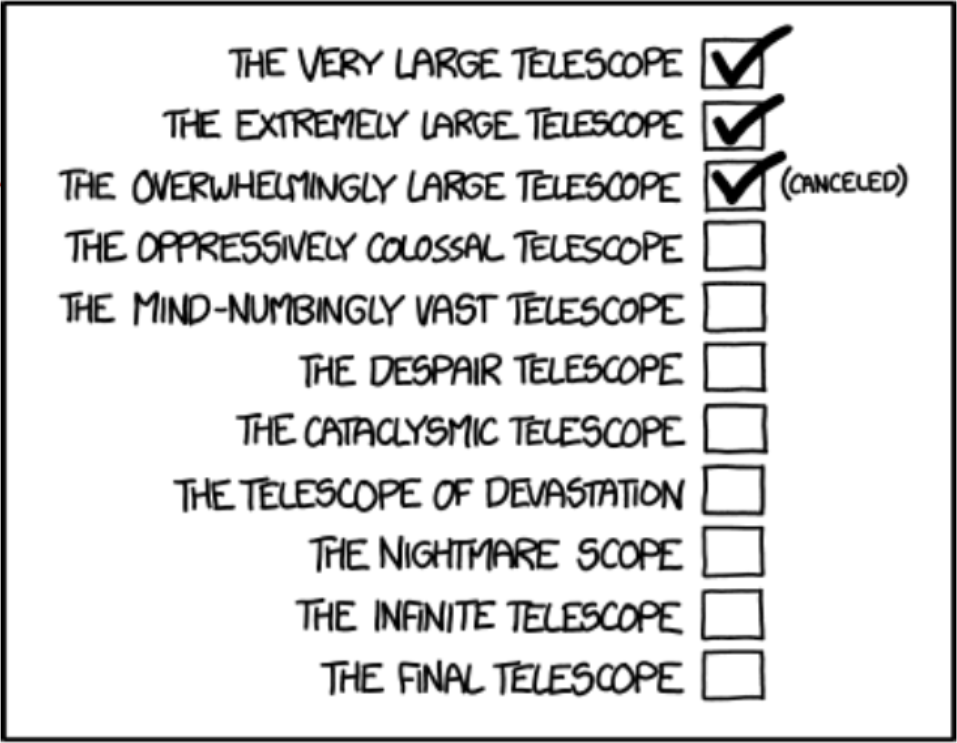 THE VERY LARGE TELESCOPE
THE EXTREMELY LARGE TELESCOPE
THE OVERWHELMINGLY LARGE TELESCOPE (CANCELED)
THE OPPRESSIVELY COLOSSAL TELESCOPE
THE MIND-NUMBINGLY VAST TELESCOPE
THE DESPAIR TELESCOPE
THE CATACLYSMIC TELESCOPE
THE TELESCOPE OF DEVASTATION
THE NIGHTMARE SCOPE
THE INFINITE TELESCOPE
THE FINAL TELESCOPE